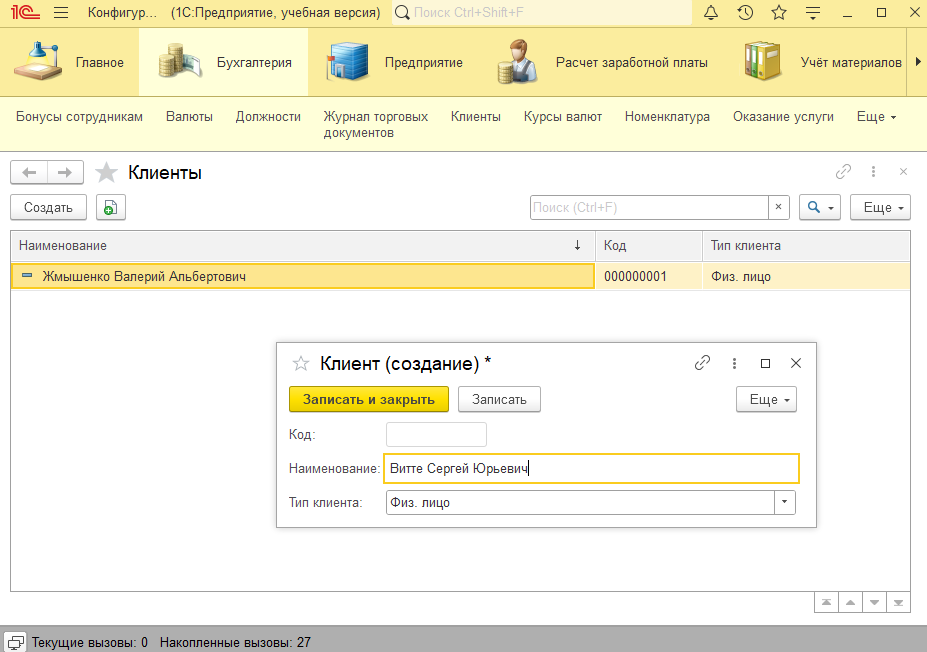 1С Конфигур... (1С:Предприятие, учебная версия) Поиск Ctrl+Shift+F
Главное Бухгалтерия Предприятие Расчет заработной платы Учёт материалов
Бонусы сотрудникам Валюты Должности Журнал торговых документов Клиенты Курсы валют Номенклатура Оказание услуги Еще
Клиенты
Создать Поиск (Ctrl+F) × Еще
Наименование ↓ Код Тип клиента
Жмышенко Валерий Альбертович 000000001 Физ. лицо
Клиент (создание) *
Записать и закрыть Записать Еще
Код:
Наименование: Витте Сергей Юрьевич
Тип клиента: Физ. лицо
Текущие вызовы: 0 Накопленные вызовы: 27